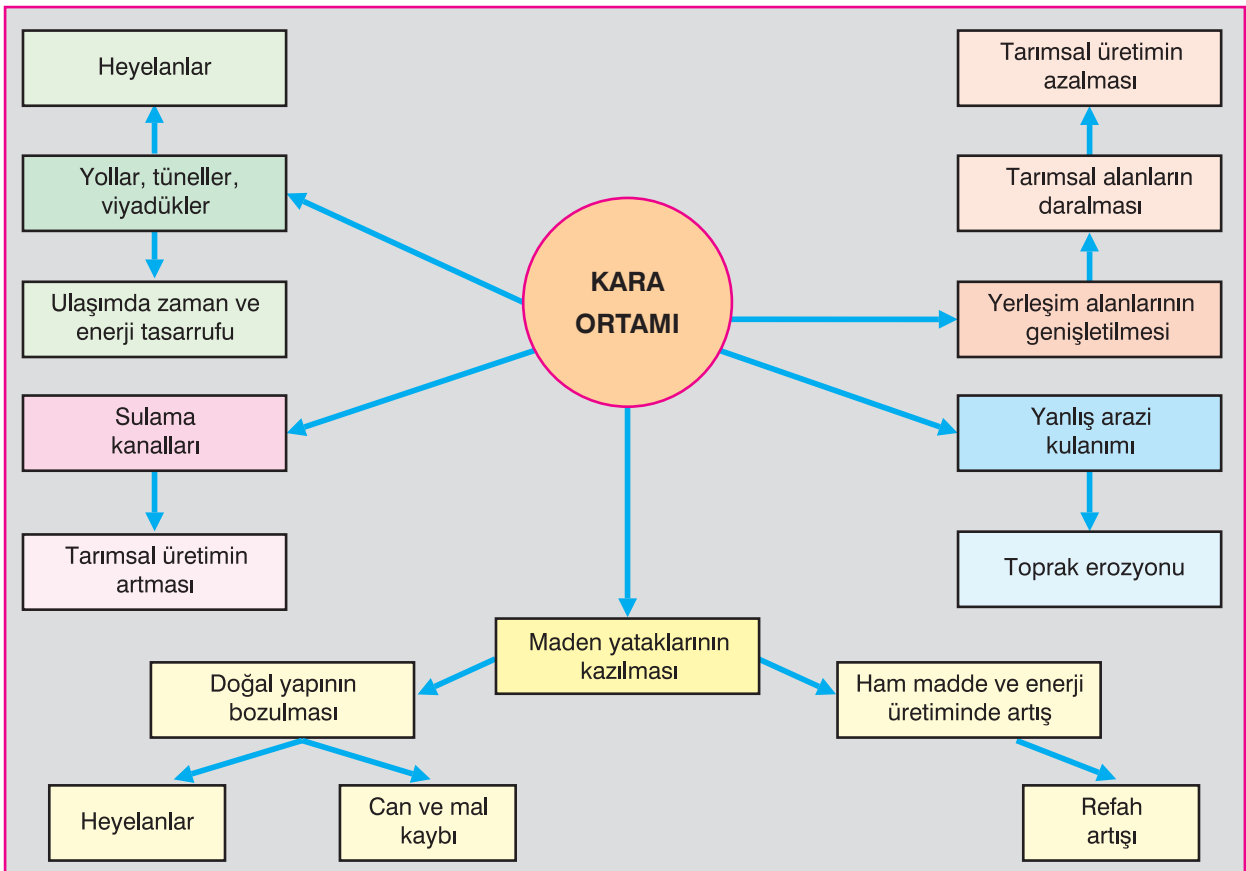 Heyelanlar
Yollar, tüneller,
viyadükler
Ulaşımda zaman ve
enerji tasarrufu
Sulama
kanalları
Tarımsal üretimin
artması
KARA
ORTAMI
Tarımsal üretimin
azalması
Tarımsal alanların
daralması
Yerleşim alanlarının
genişletilmesi
Yanlış arazi
kulanımı
Toprak erozyonu
Maden yataklarının
kazılması
Doğal yapının
bozulması
Heyelanlar
Can ve mal
kaybı
Ham madde ve enerji
üretiminde artış
Refah
artışı